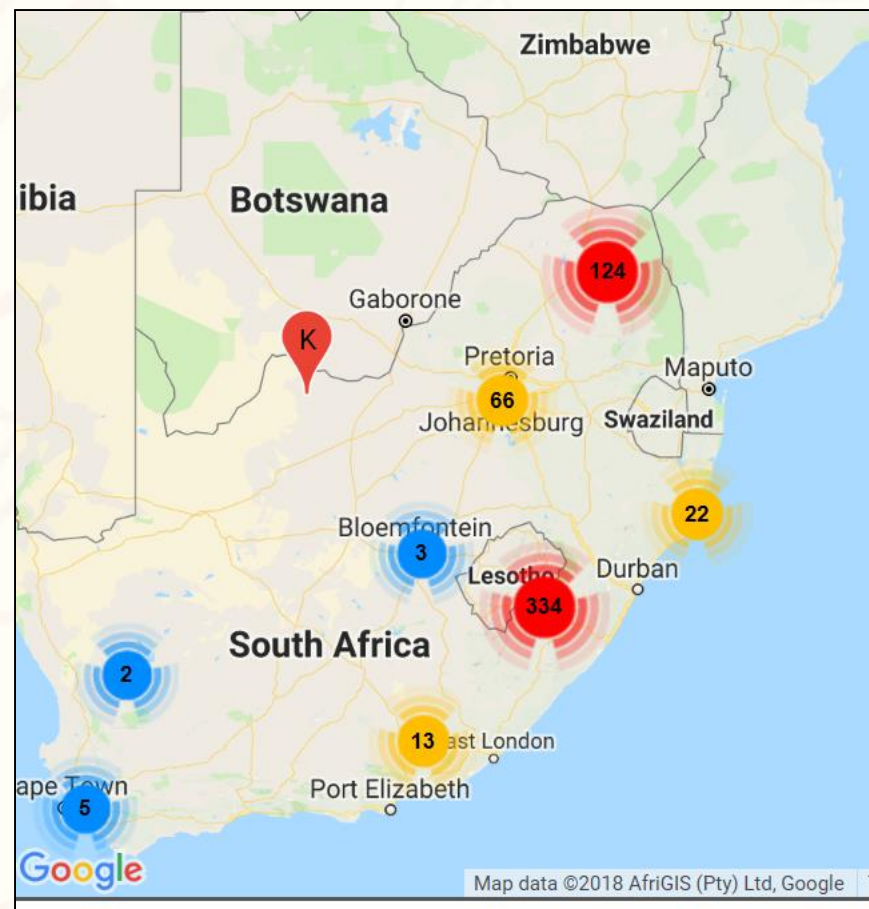 Zimbabwe
ibia
Botswana
124
Gaborone
K
Pretoria
Maputo
66
Johannesburg
Swaziland
22
Bloemfontein
3
Durban
Lesotho
334
South Africa
2
13
ast London
ape Town
5
Port Elizabeth
Google
Map data ©2018 AfriGIS (Pty) Ltd, Google